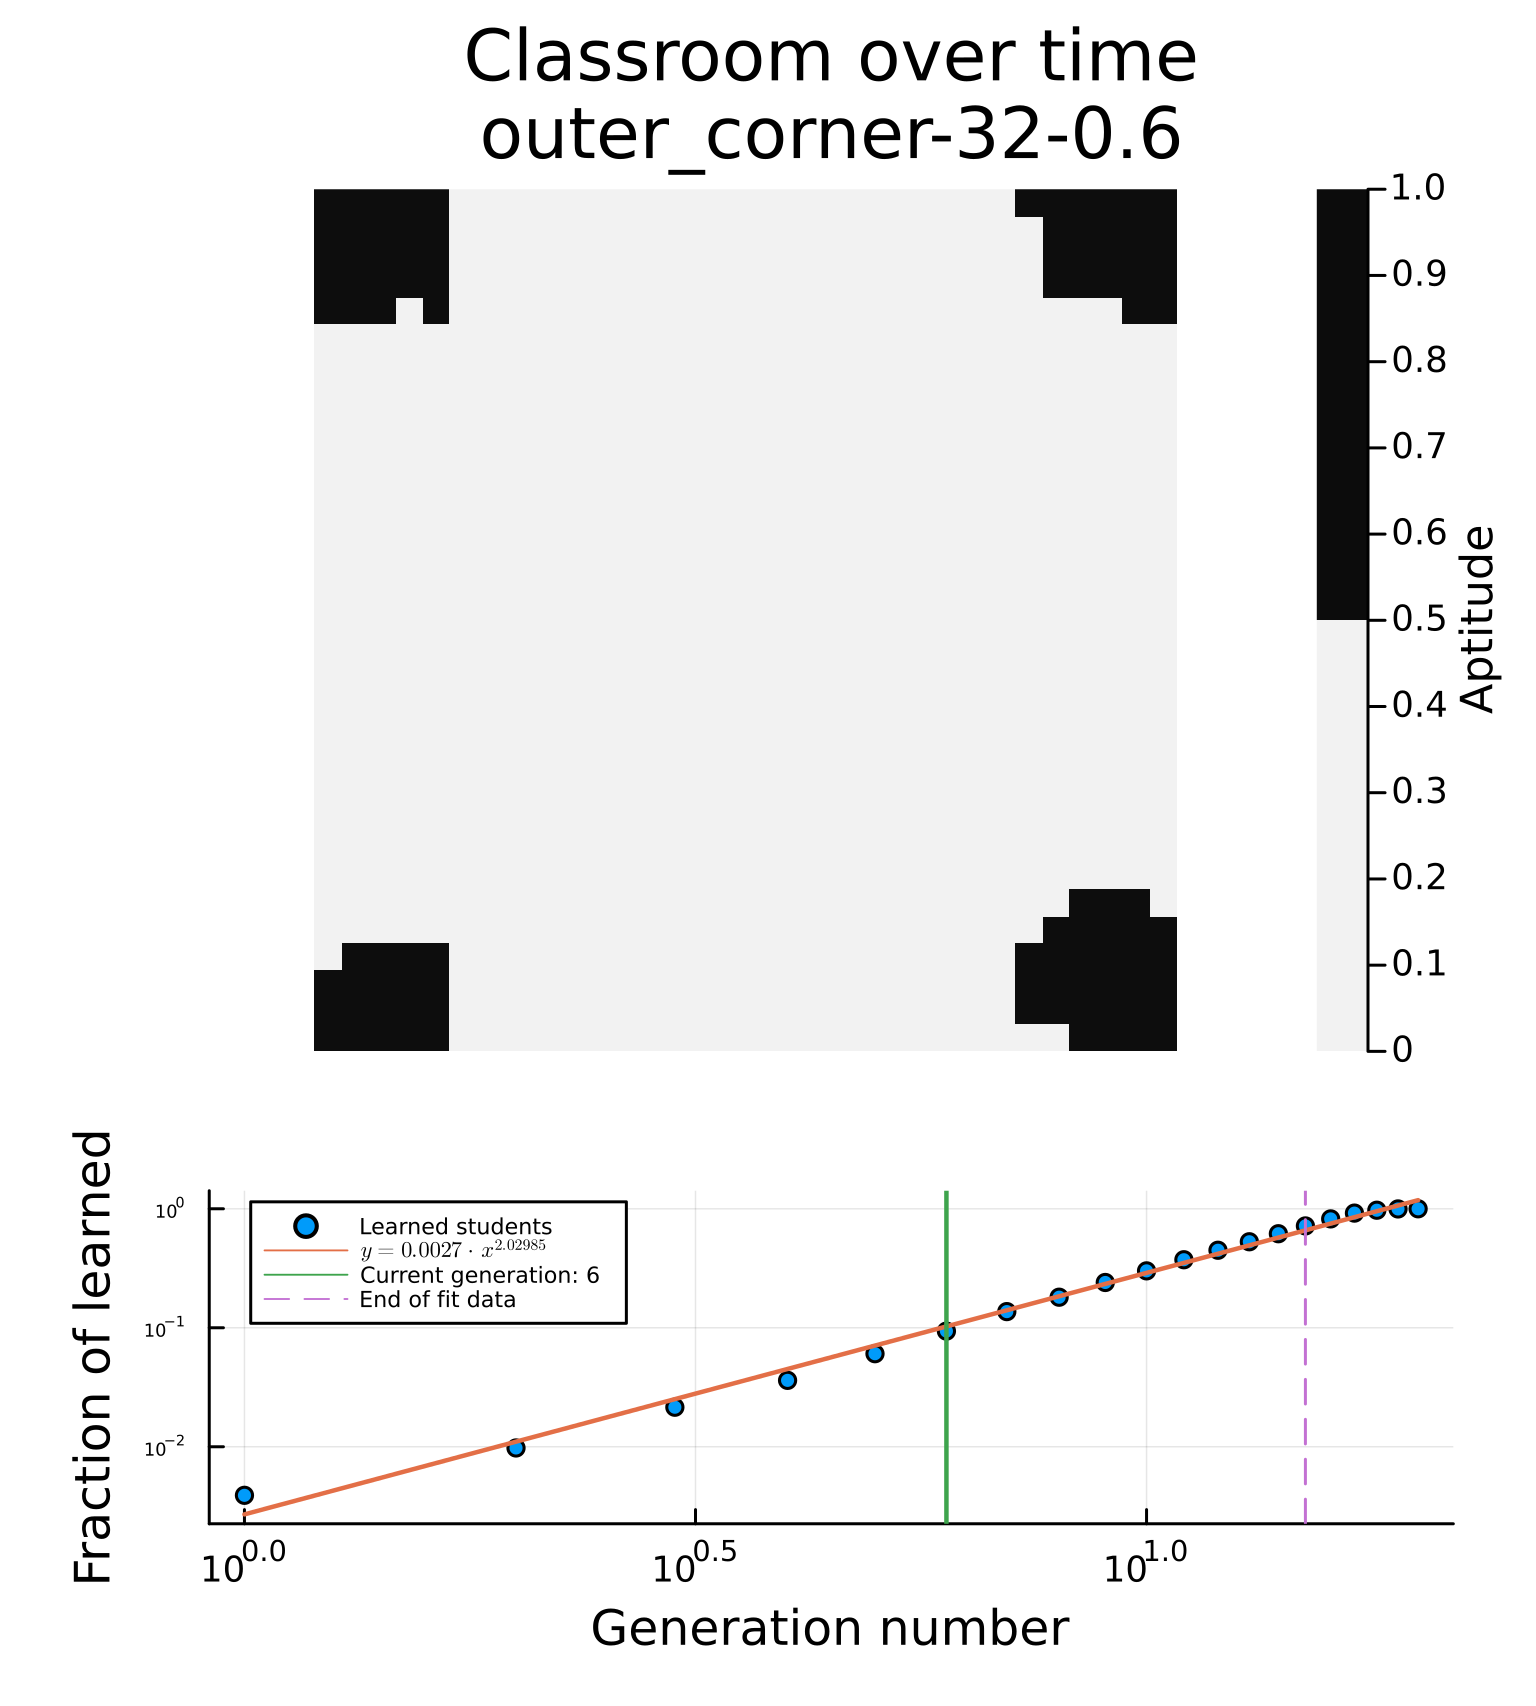 Classroom over time
outer_corner-32-0.6
1.0
0.9
0.8
0.7
0.6
0.5
0.4
0.3
0.2
0.1
0
Aptitude
Fraction of learned
10⁰
10⁻¹
10⁻²
Learned students
y = 0.0027 · x^2.02985
Current generation: 6
End of fit data
10^0.0
10^0.5
10^1.0
Generation number